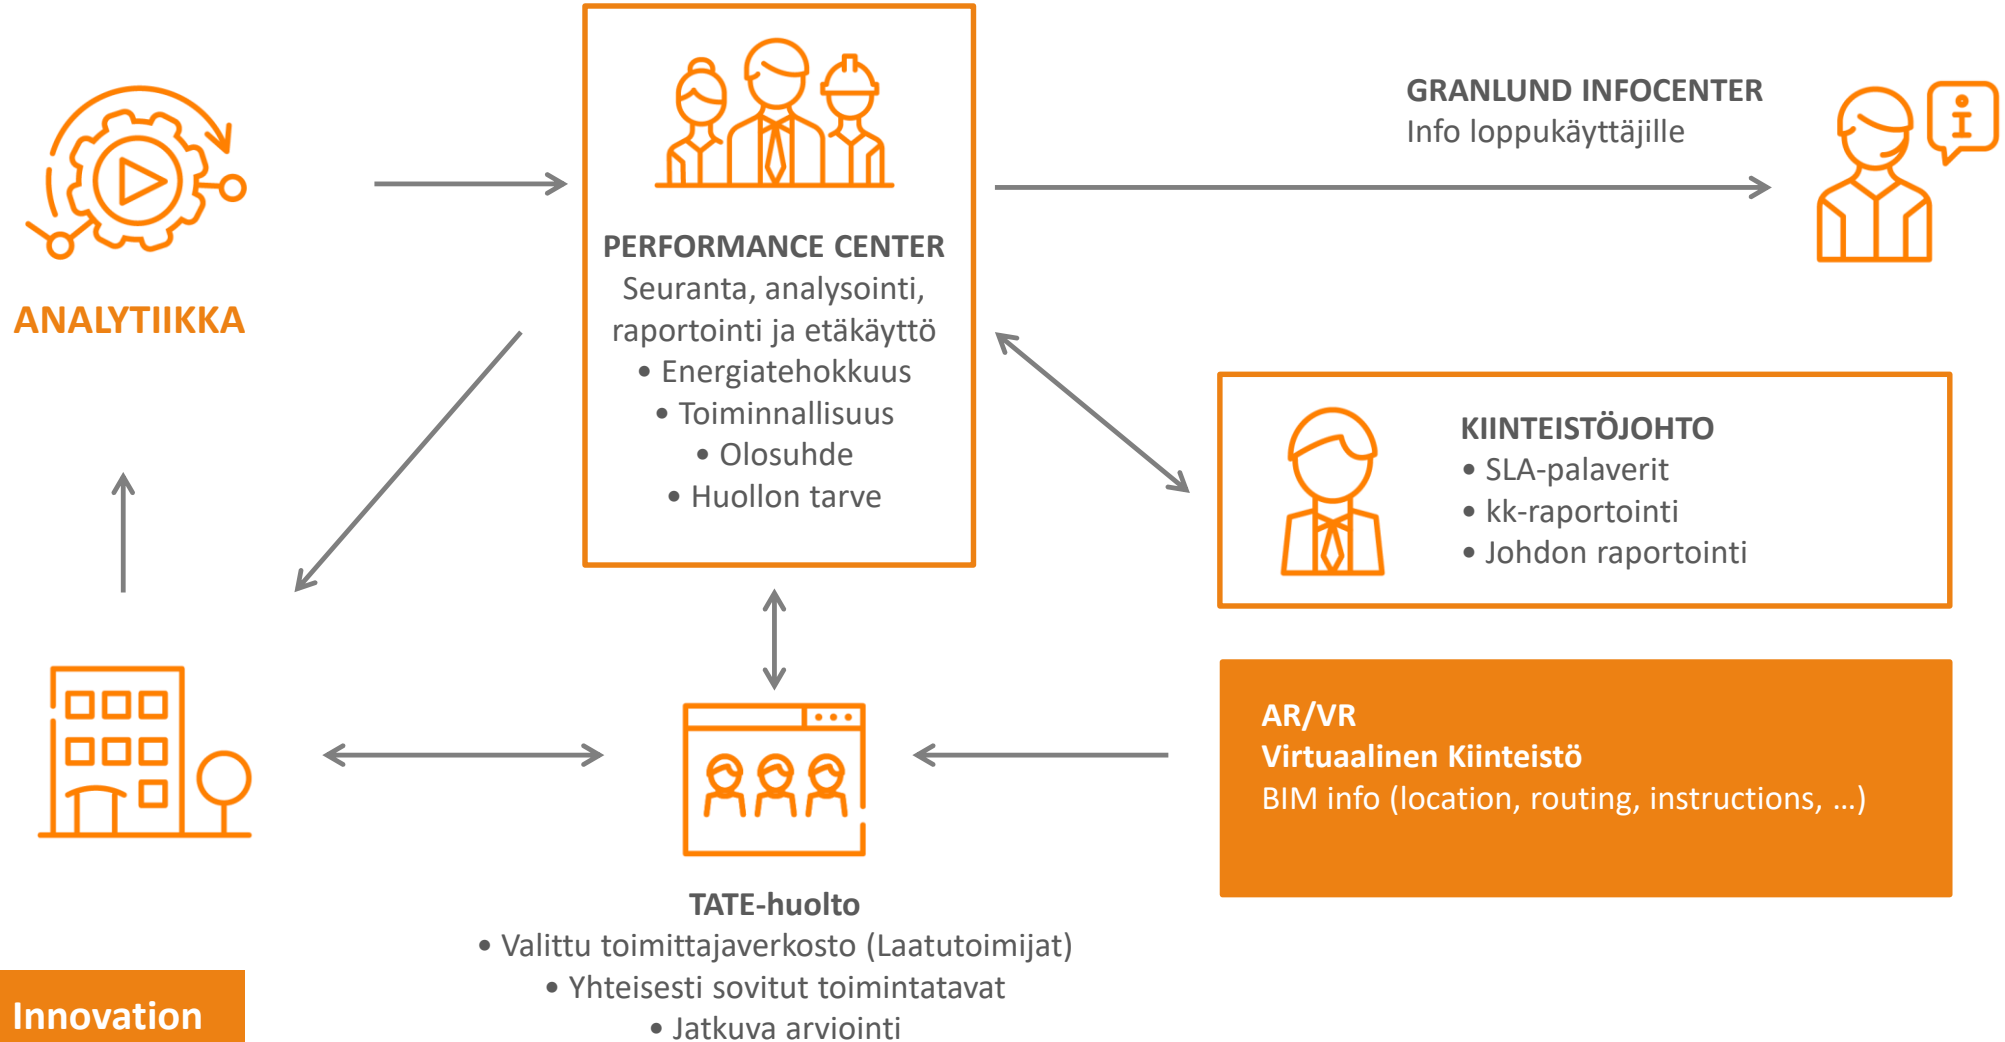 ANALYTIIKKA
PERFORMANCE CENTER
Seuranta, analysointi,
raportointi ja etäkäyttö
• Energiatehokkuus
• Toiminnallisuus
• Olosuhde
• Huollon tarve
GRANLUND INFOCENTER
Info loppukäyttäjille
KIINTEISTÖJOHTO
• SLA-palaverit
• kk-raportointi
• Johdon raportointi
AR/VR
Virtuaalinen Kiinteistö
BIM info (location, routing, instructions, ...)
TATE-huolto
• Valittu toimittajaverkosto (Laatutoimijat)
• Yhteisesti sovitut toimintatavat
• Jatkuva arviointi
Innovation